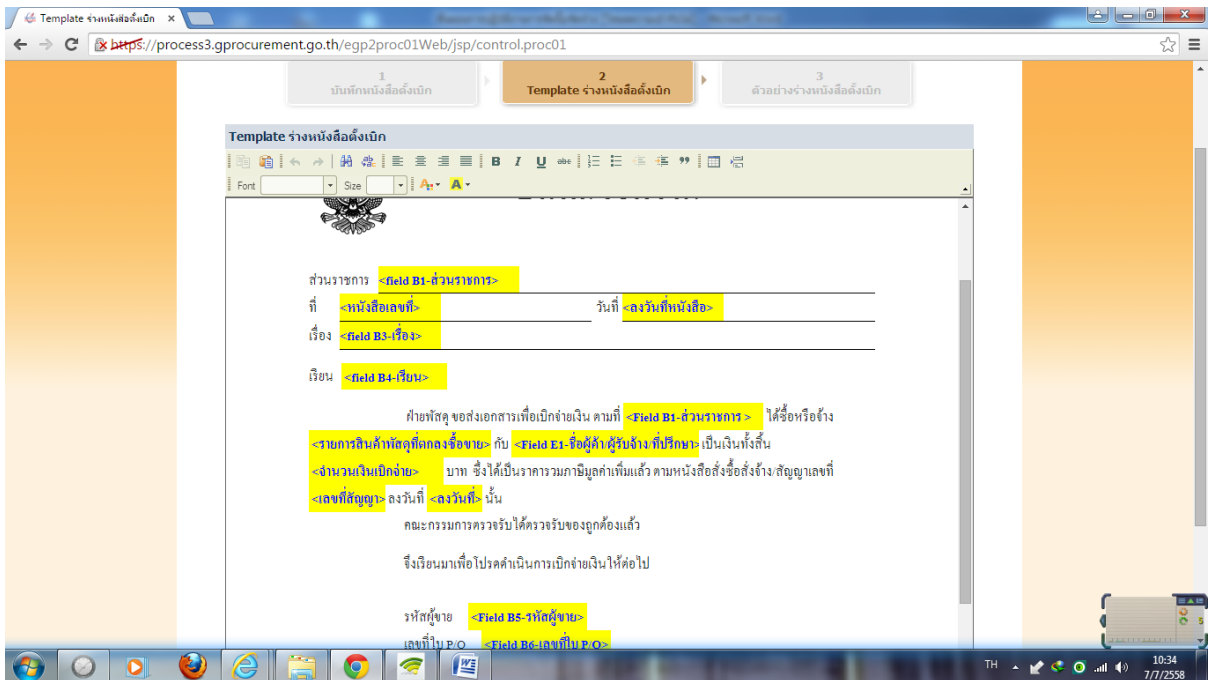 Template ร่างหนังสือตั้งเบิก
https://process3.gprocurement.go.th/egp2proc01Web/jsp/control.proc01
1
บันทึกหนังสือตั้งเบิก
2
Template ร่างหนังสือตั้งเบิก
3
ตัวอย่างร่างหนังสือตั้งเบิก
Template ร่างหนังสือตั้งเบิก
B I U abc
Font Size A A
ส่วนราชการ <field B1-ส่วนราชการ>
ที่ <หนังสือเลขที่> วันที่ <ลงวันที่หนังสือ>
เรื่อง <field B3-เรื่อง>
เรียน <field B4-เรียน>
ฝ่ายพัสดุ ขอส่งเอกสารเพื่อเบิกจ่ายเงิน ตามที่ <Field B1-ส่วนราชการ > ได้ซื้อหรือจ้าง
<รายการสินค้าพัสดุที่ตกลงซื้อขาย> กับ <Field E1-ชื่อผู้ค้า/ผู้รับจ้าง/ที่ปรึกษา> เป็นเงินทั้งสิ้น
<จำนวนเงินเบิกจ่าย> บาท ซึ่งได้เป็นราคารวมภาษีมูลค่าเพิ่มแล้ว ตามหนังสือสั่งซื้อสั่งจ้าง/สัญญาเลขที่
<เลขที่สัญญา> ลงวันที่ <ลงวันที่> นั้น
คณะกรรมการตรวจรับได้ตรวจรับของถูกต้องแล้ว
จึงเรียนมาเพื่อโปรดดำเนินการเบิกจ่ายเงินให้ต่อไป
รหัสผู้ขาย <Field B5-รหัสผู้ขาย>
เลขที่ใบ P/O <Field B6-เลขที่ใบ P/O>
TH
10:34
7/7/2558